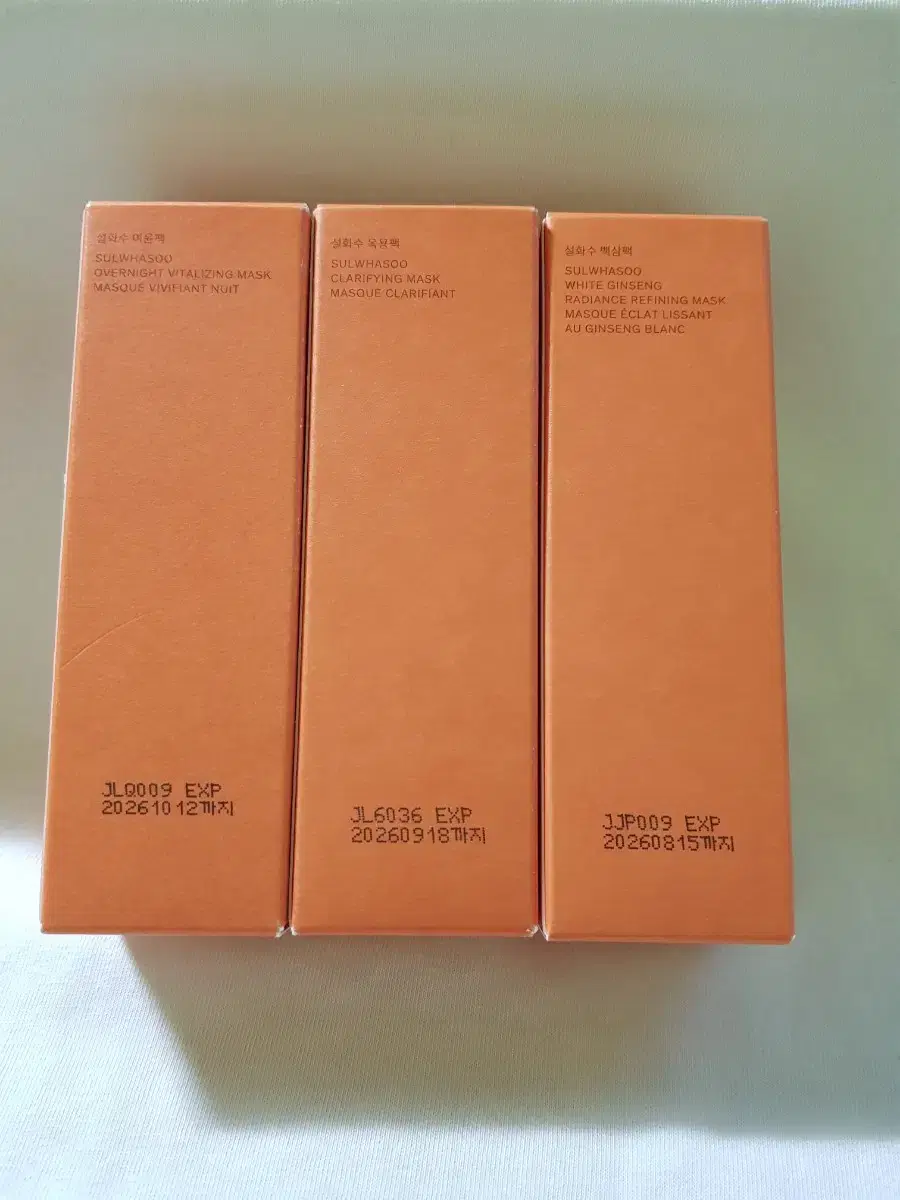 설화수 여윤팩
SULWHASOO
OVERNIGHT VITALIZING MASK
MASQUE VIVIFIANT NUIT
JLQ009 EXP
20261012까지
설화수 옥용팩
SULWHASOO
CLARIFYING MASK
MASQUE CLARIFIANT
JL6036 EXP
20260918까지
설화수 백삼팩
SULWHASOO
WHITE GINSENG
RADIANCE REFINING MASK
MASQUE ÉCLAT LISSANT
AU GINSENG BLANC
JJP009 EXP
20260815까지